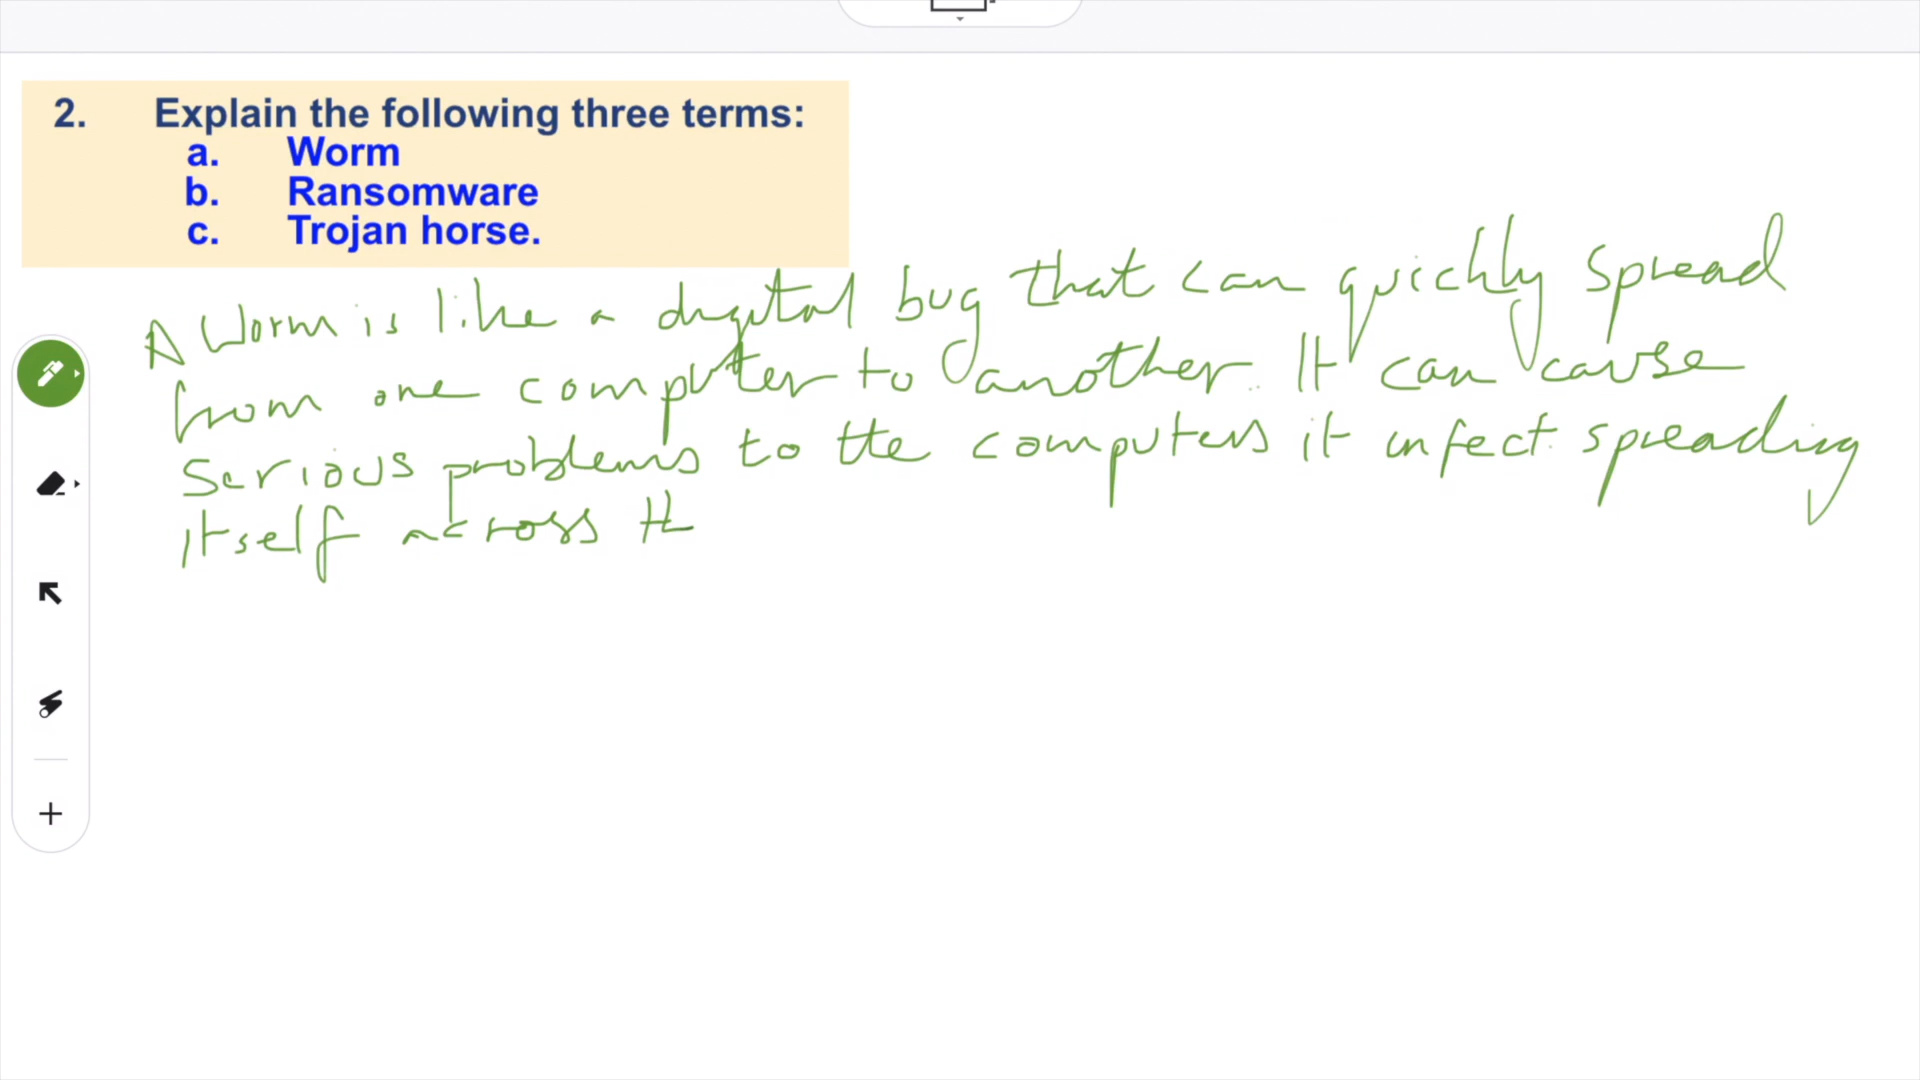 2. Explain the following three terms:
a. Worm
b. Ransomware
c. Trojan horse.
A Worm is like a digital bug that can quickly spread
from one computer to another. It can cause
serious problems to the computers it infect. spreading
itself across th